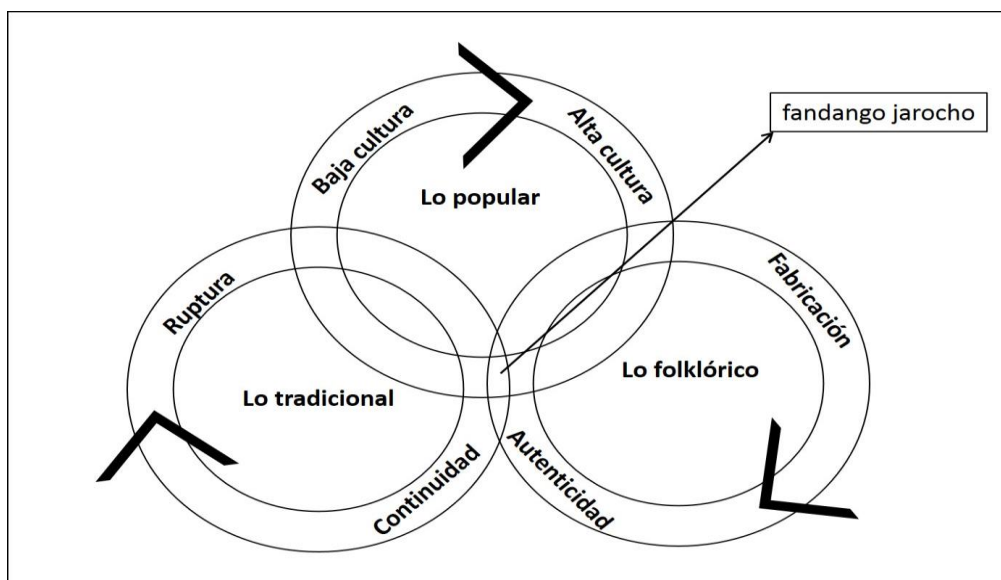 fandango jarocho
Baja cultura
Alta cultura
Lo popular
Ruptura
Fabricación
Lo tradicional
Lo folklórico
Continuidad
Autenticidad